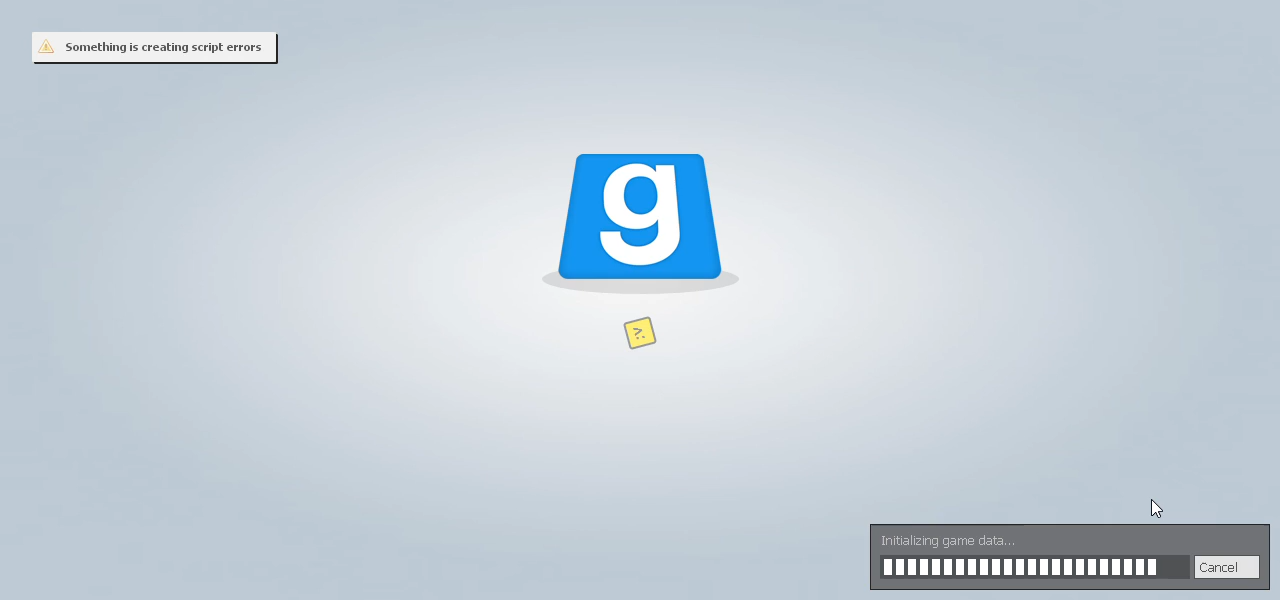 Something is creating script errors
g
Initializing game data...
Cancel